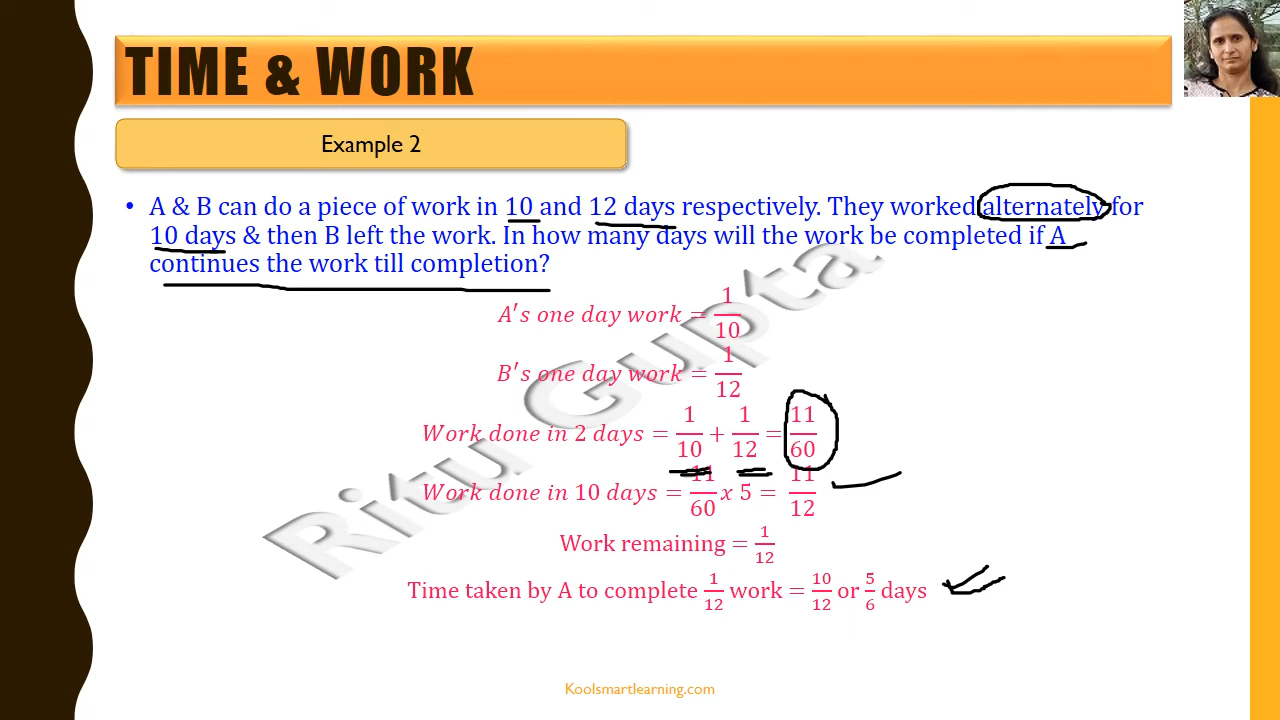 TIME & WORK
Example 2
• A & B can do a piece of work in 10 and 12 days respectively. They worked alternately for
10 days & then B left the work. In how many days will the work be completed if A
continues the work till completion?
A's one day work = 1/10
B's one day work = 1/12
Work done in 2 days = 1/10 + 1/12 = 11/60
Work done in 10 days = 11/60 x 5 = 11/12
Work remaining = 1/12
Time taken by A to complete 1/12 work = 10/12 or 5/6 days
Ritu Gupta
Koolsmartlearning.com